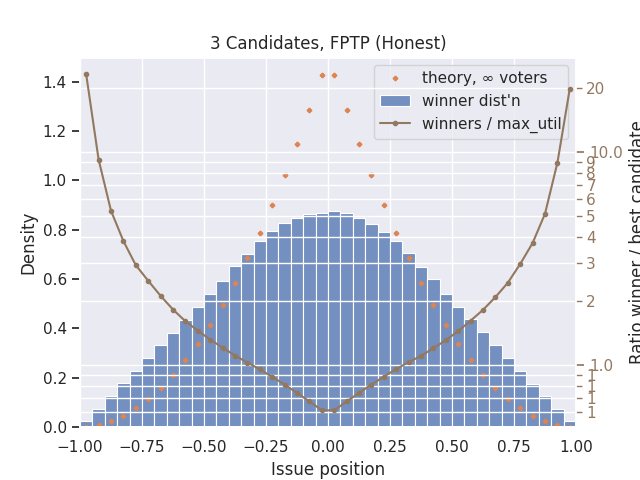 3 Candidates, FPTP (Honest)
theory, ∞ voters
winner dist'n
winners / max_util
Density
1.4
1.2
1.0
0.8
0.6
0.4
0.2
0.0
20
10.0
9
8
7
6
5
4
3
2
1.0
1
1
1
1
Ratio winner / best candidate
−1.00 −0.75 −0.50 −0.25 0.00 0.25 0.50 0.75 1.00
Issue position